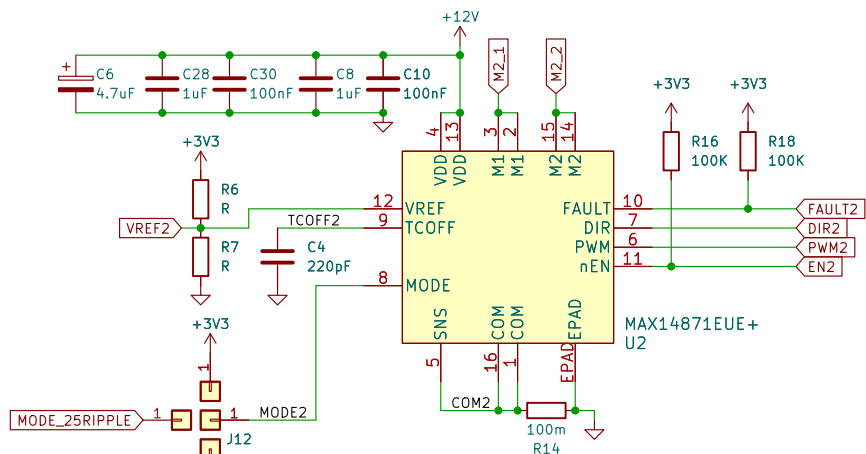 +12V
M2_1
M2_2
+
C6
4.7uF
C28
1uF
C30
100nF
C8
1uF
C10
100nF
+3V3
+3V3
R16
100K
R18
100K
4
13
3
2
15
14
VDD
VDD
M1
M1
M2
M2
+3V3
R6
R
VREF2
R7
R
12
VREF
TCOFF2
9
TCOFF
C4
220pF
8
MODE
FAULT
10
FAULT2
DIR
7
DIR2
PWM
6
PWM2
nEN
11
EN2
SNS
COM
COM
EPAD
MAX14871EUE+
U2
5
16
1
EPAD
+3V3
1
MODE_25RIPPLE
1
1
MODE2
J12
COM2
100m
R14